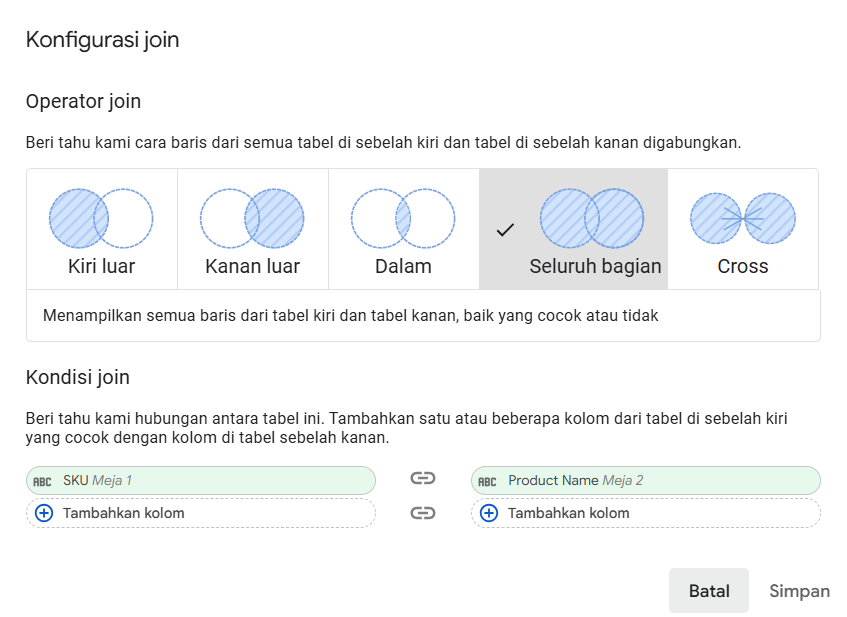 Konfigurasi join
Operator join
Beri tahu kami cara baris dari semua tabel di sebelah kiri dan tabel di sebelah kanan digabungkan.
Kiri luar
Kanan luar
Dalam
Seluruh bagian
Cross
Menampilkan semua baris dari tabel kiri dan tabel kanan, baik yang cocok atau tidak
Kondisi join
Beri tahu kami hubungan antara tabel ini. Tambahkan satu atau beberapa kolom dari tabel di sebelah kiri
yang cocok dengan kolom di tabel sebelah kanan.
ABC SKU Meja 1
ABC Product Name Meja 2
Tambahkan kolom
Tambahkan kolom
Batal
Simpan